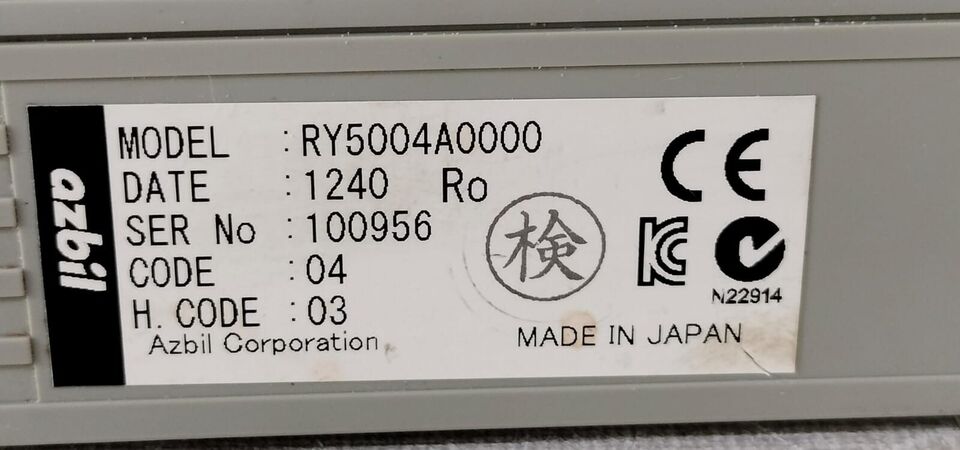 azbil
MODEL : RY5004A0000
DATE : 1240 Ro
SER No : 100956
CODE : 04
H. CODE : 03
Azbil Corporation
検
CE
KC
N22914
MADE IN JAPAN